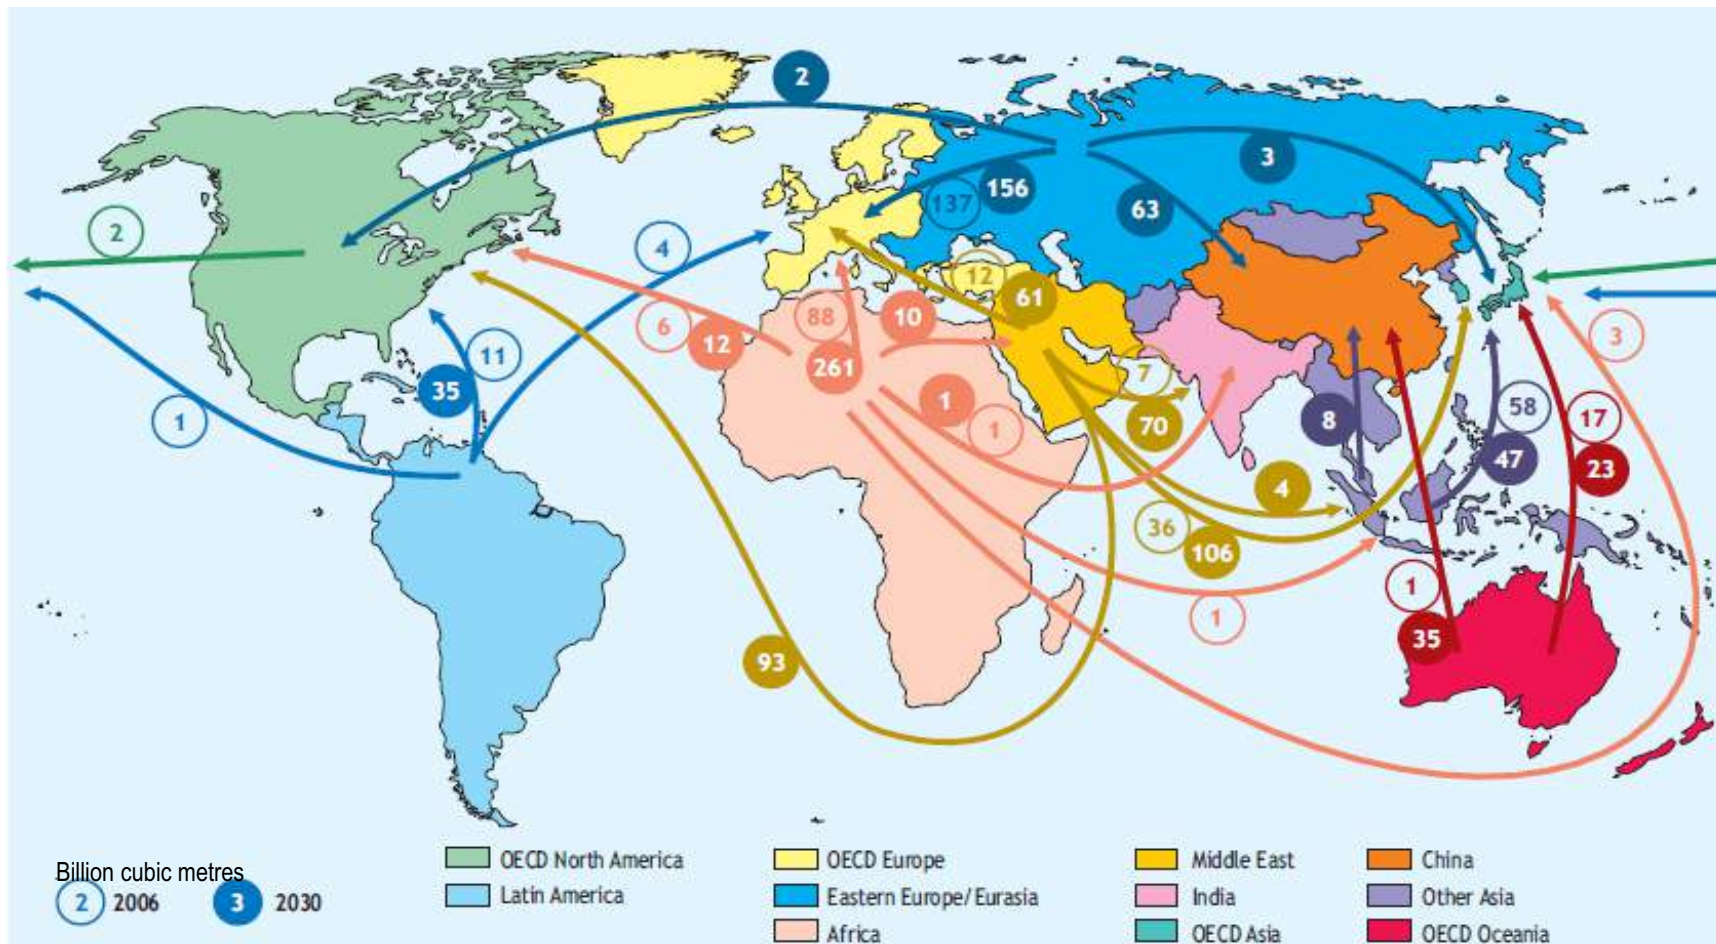 2
3
2
156
137
63
2
4
12
61
6
88
10
3
12
11
261
7
35
1
1
1
70
8
58
17
47
23
4
36
106
1
1
35
93
Billion cubic metres
2 2006 3 2030
OECD North America
Latin America
OECD Europe
Eastern Europe/Eurasia
Africa
Middle East
India
OECD Asia
China
Other Asia
OECD Oceania